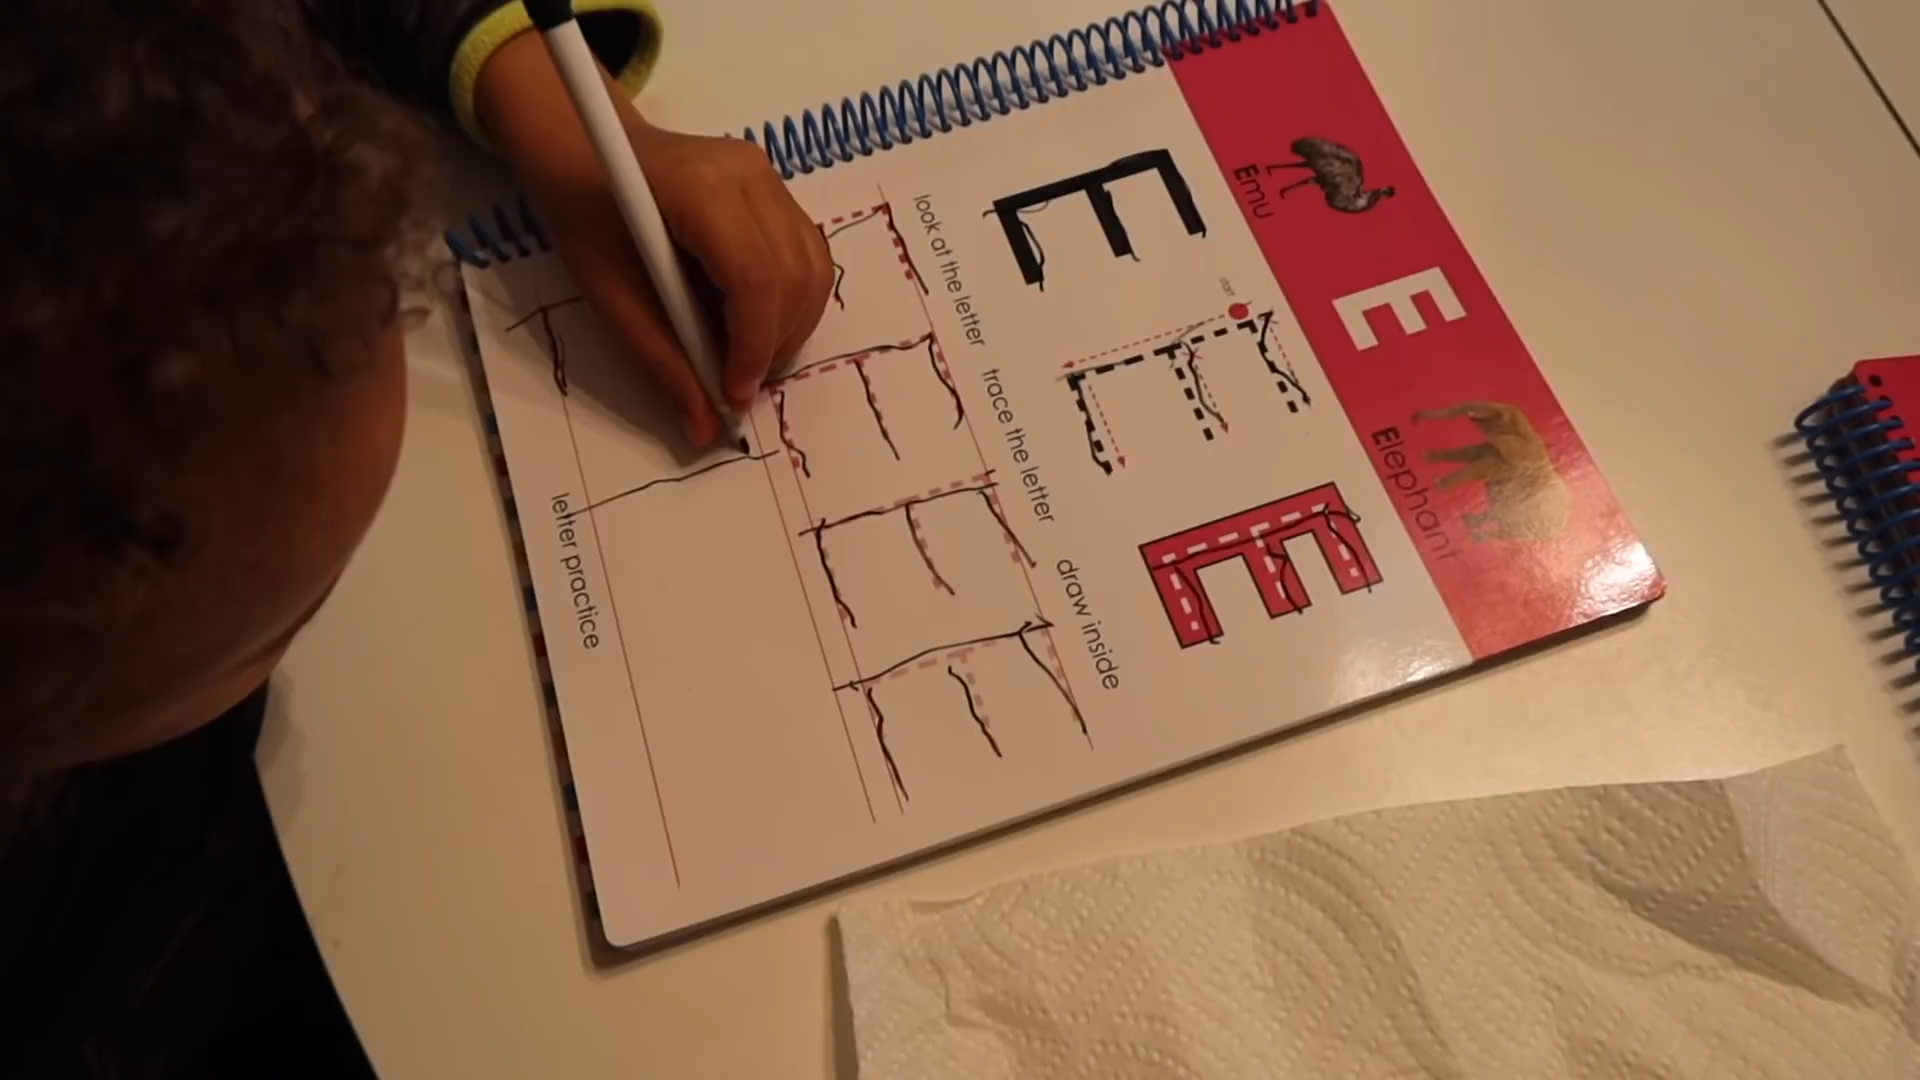 Emu E Elephant
E E E
start
look at the letter trace the letter draw inside
E E E E
letter practice